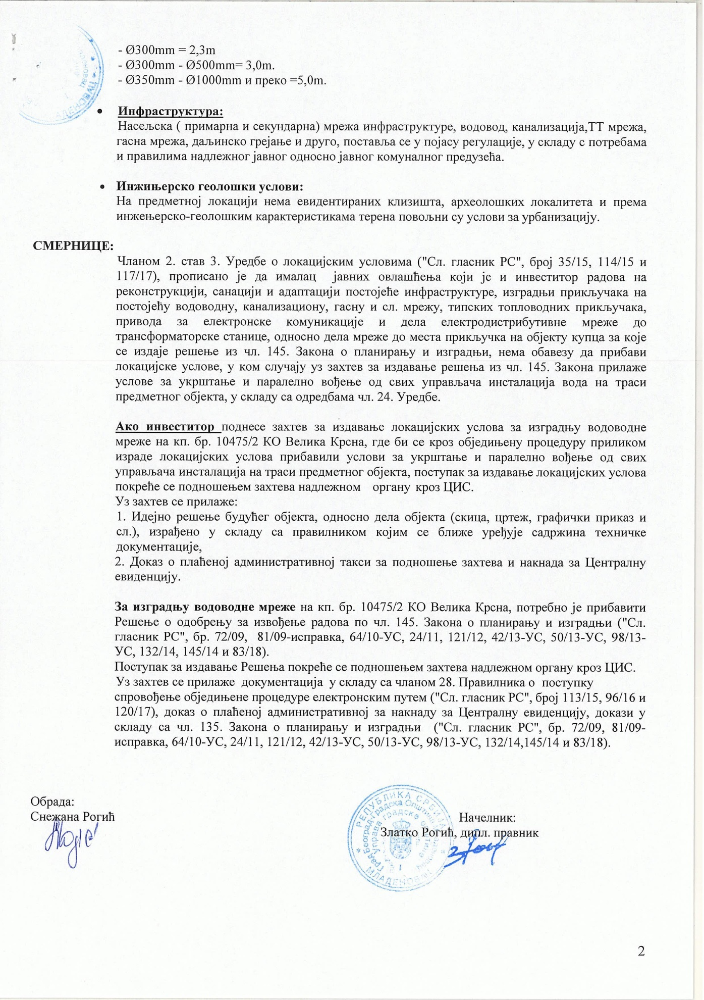 - Ø300mm = 2,3m
- Ø300mm - Ø500mm= 3,0m.
- Ø350mm - Ø1000mm и преко =5,0m.
• Инфраструктура:
Насељска ( примарна и секундарна) мрежа инфраструктуре, водовод, канализација,ТТ мрежа,
гасна мрежа, даљинско грејање и друго, поставља се у појасу регулације, у складу с потребама
и правилима надлежног јавног односно јавног комуналног предузећа.
• Инжињерско геолошки услови:
На предметној локацији нема евидентираних клизишта, археолошких локалитета и према
инжењерско-геолошким карактеристикама терена повољни су услови за урбанизацију.
СМЕРНИЦЕ:
Чланом 2. став 3. Уредбе о локацијским условима ("Сл. гласник РС", број 35/15, 114/15 и
117/17), прописано је да ималац јавних овлашћења који је и инвеститор радова на
реконструкцији, санацији и адаптацији постојеће инфраструктуре, изградњи прикључака на
постојећу водоводну, канализациону, гасну и сл. мрежу, типских топловодних прикључака,
привода за електронске комуникације и дела електродистрибутивне мреже до
трансформаторске станице, односно дела мреже до места прикључка на објекту купца за које
се издаје решење из чл. 145. Закона о планирању и изградњи, нема обавезу да прибави
локацијске услове, у ком случају уз захтев за издавање решења из чл. 145. Закона прилаже
услове за укрштање и паралелно вођење од свих управљача инсталација вода на траси
предметног објекта, у складу са одредбама чл. 24. Уредбе.
Ако инвеститор поднесе захтев за издавање локацијских услова за изградњу водоводне
мреже на кп. бр. 10475/2 КО Велика Крсна, где би се кроз обједињену процедуру приликом
израде локацијских услова прибавили услови за укрштање и паралелно вођење од свих
управљача инсталација на траси предметног објекта, поступак за издавање локацијских услова
покреће се подношењем захтева надлежном органу кроз ЦИС.
Уз захтев се прилаже:
1. Идејно решење будућег објекта, односно дела објекта (скица, цртеж, графички приказ и
сл.), израђено у складу са правилником којим се ближе уређује садржина техничке
документације,
2. Доказ о плаћеној административној такси за подношење захтева и накнада за Централну
евиденцију.
За изградњу водоводне мреже на кп. бр. 10475/2 КО Велика Крсна, потребно је прибавити
Решење о одобрењу за извођење радова по чл. 145. Закона о планирању и изградњи ("Сл.
гласник РС", бр. 72/09, 81/09-исправка, 64/10-УС, 24/11, 121/12, 42/13-УС, 50/13-УС, 98/13-
УС, 132/14, 145/14 и 83/18).
Поступак за издавање Решења покреће се подношењем захтева надлежном органу кроз ЦИС.
Уз захтев се прилаже документација у складу са чланом 28. Правилника о поступку
спровођење обједињене процедуре електронским путем ("Сл. гласник РС", број 113/15, 96/16 и
120/17), доказ о плаћеној административној за накнаду за Централну евиденцију, докази у
складу са чл. 135. Закона о планирању и изградњи ("Сл. гласник РС", бр. 72/09, 81/09-
исправка, 64/10-УС, 24/11, 121/12, 42/13-УС, 50/13-УС, 98/13-УС, 132/14,145/14 и 83/18).
Обрада:
Снежана Рогић
Начелник:
Златко Рогић, дипл. правник
РЕПУБЛИКА СРБИЈА
Град Београд-Градска Општина
Управа градске општине
МЛАДЕНОВАЦ
2